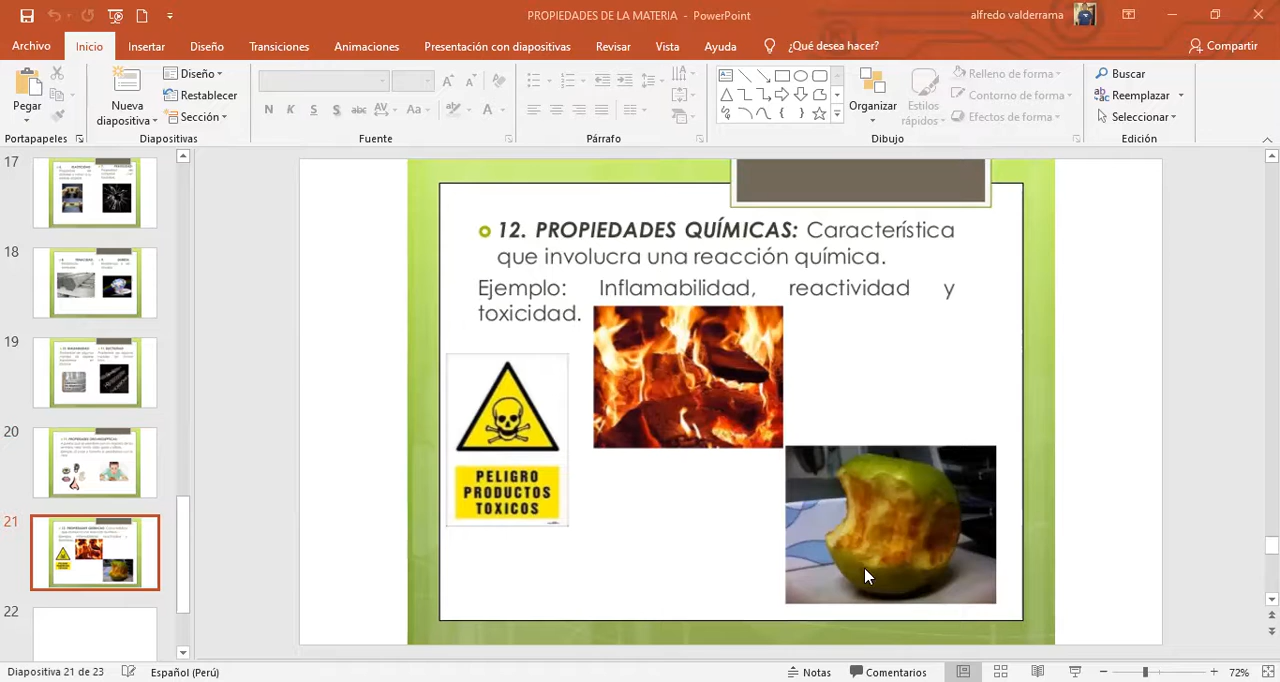 PROPIEDADES DE LA MATERIA - PowerPoint
alfredo valderrama
Archivo Inicio Insertar Diseño Transiciones Animaciones Presentación con diapositivas Revisar Vista Ayuda ¿Qué desea hacer? Compartir
Pegar
Nueva diapositiva
Diseño
Restablecer
Sección
N K S S abc AV Aa A
Organizar
Estilos rápidos
Relleno de forma
Contorno de forma
Efectos de forma
Buscar
Reemplazar
Seleccionar
Portapapeles Diapositivas Fuente Párrafo Dibujo Edición
17
18
19
20
21
22
12. PROPIEDADES QUÍMICAS: Característica
que involucra una reacción química.
Ejemplo: Inflamabilidad, reactividad y
toxicidad.
PELIGRO
PRODUCTOS
TOXICOS
Diapositiva 21 de 23 Español (Perú) Notas Comentarios 72%